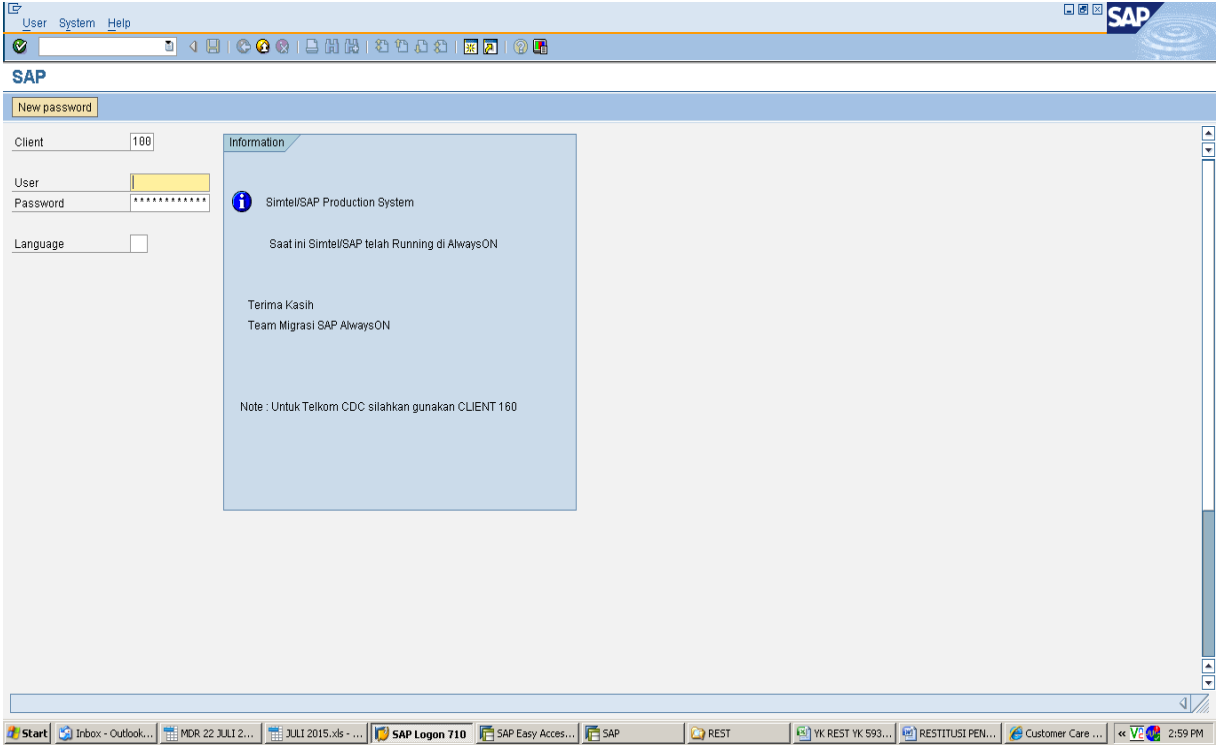 User System Help
SAP
SAP
New password
Client 100
Information
User
Password ************
Simtel/SAP Production System
Language
Saat ini Simtel/SAP telah Running di AlwaysON
Terima Kasih
Team Migrasi SAP AlwaysON
Note : Untuk Telkom CDC silahkan gunakan CLIENT 160
Start Inbox - Outlook... MDR 22 JULI 2... JULI 2015.xls - ... SAP Logon 710 SAP Easy Acces... SAP REST YK REST YK 593... RESTITUSI PEN... Customer Care ... « 2:59 PM